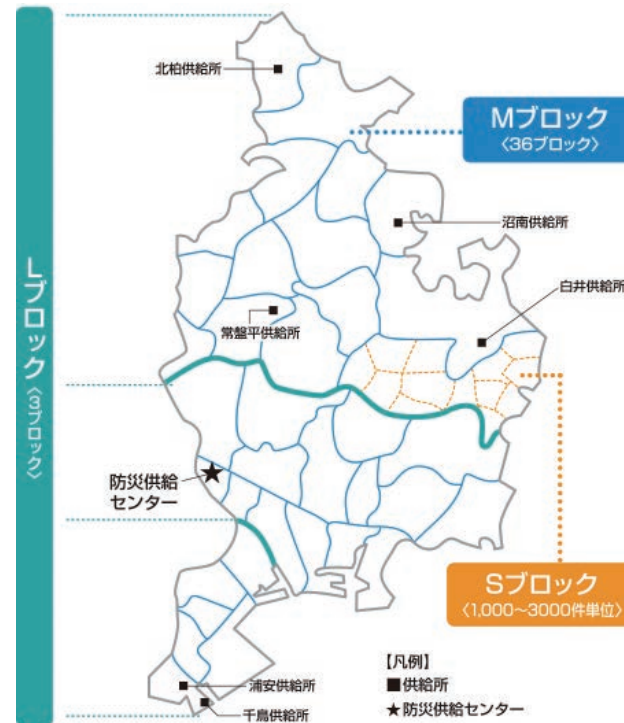 北柏供給所
Mブロック
〈36ブロック〉
沼南供給所
白井供給所
常盤平供給所
Lブロック〈3ブロック〉
防災供給
センター
Sブロック
〈1,000～3000件単位〉
浦安供給所
千鳥供給所
【凡例】
■供給所
★防災供給センター